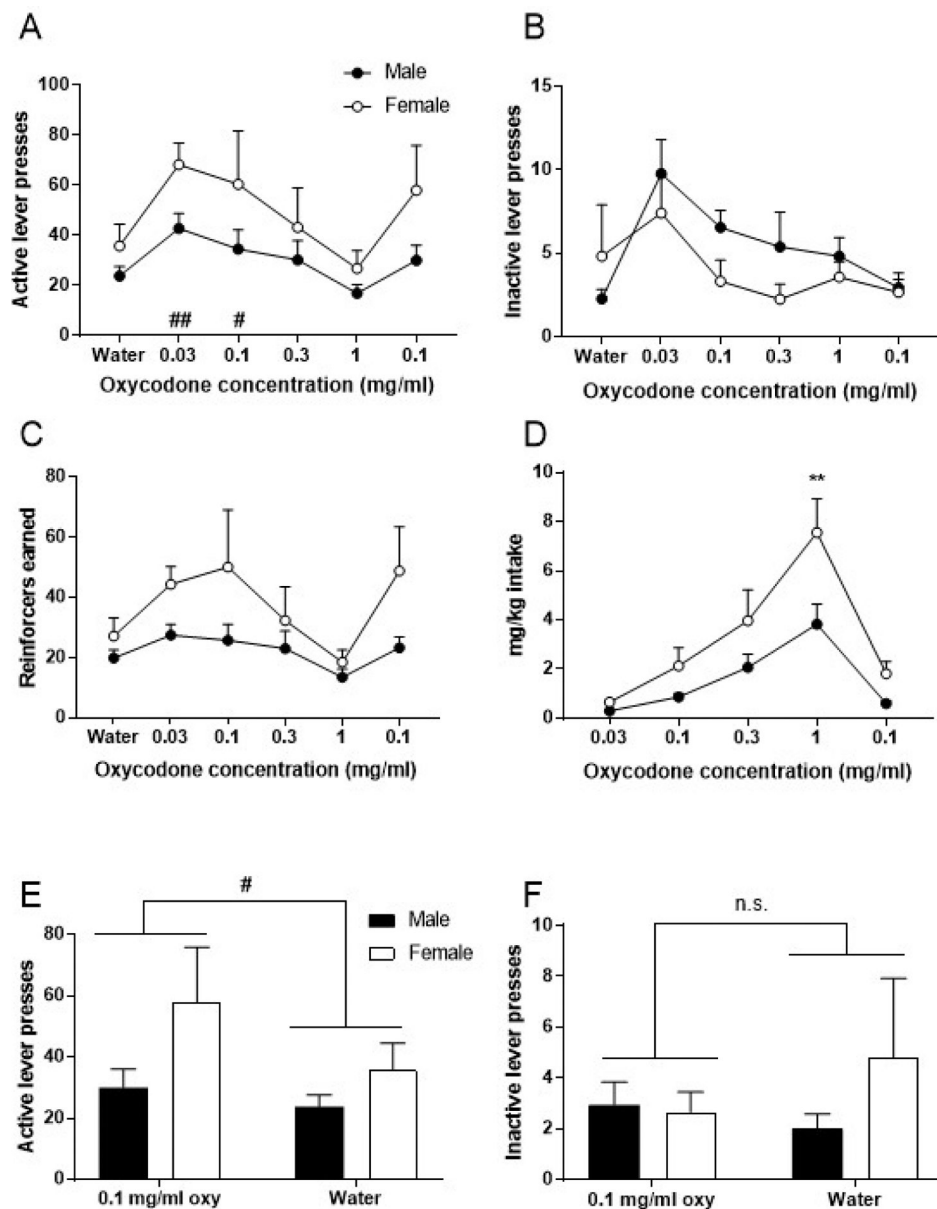 A
Male
Female
Active lever presses
100
80
60
40
20
0
## #
Water 0.03 0.1 0.3 1 0.1
Oxycodone concentration (mg/ml)
B
Inactive lever presses
15
10
5
0
Water 0.03 0.1 0.3 1 0.1
Oxycodone concentration (mg/ml)
C
Reinforcers earned
80
60
40
20
0
Water 0.03 0.1 0.3 1 0.1
Oxycodone concentration (mg/ml)
D
mg/kg intake
10
8
6
4
2
0
**
0.03 0.1 0.3 1 0.1
Oxycodone concentration (mg/ml)
E
#
Male
Female
Active lever presses
80
60
40
20
0
0.1 mg/ml oxy Water
F
n.s.
Inactive lever presses
10
8
6
4
2
0
0.1 mg/ml oxy Water